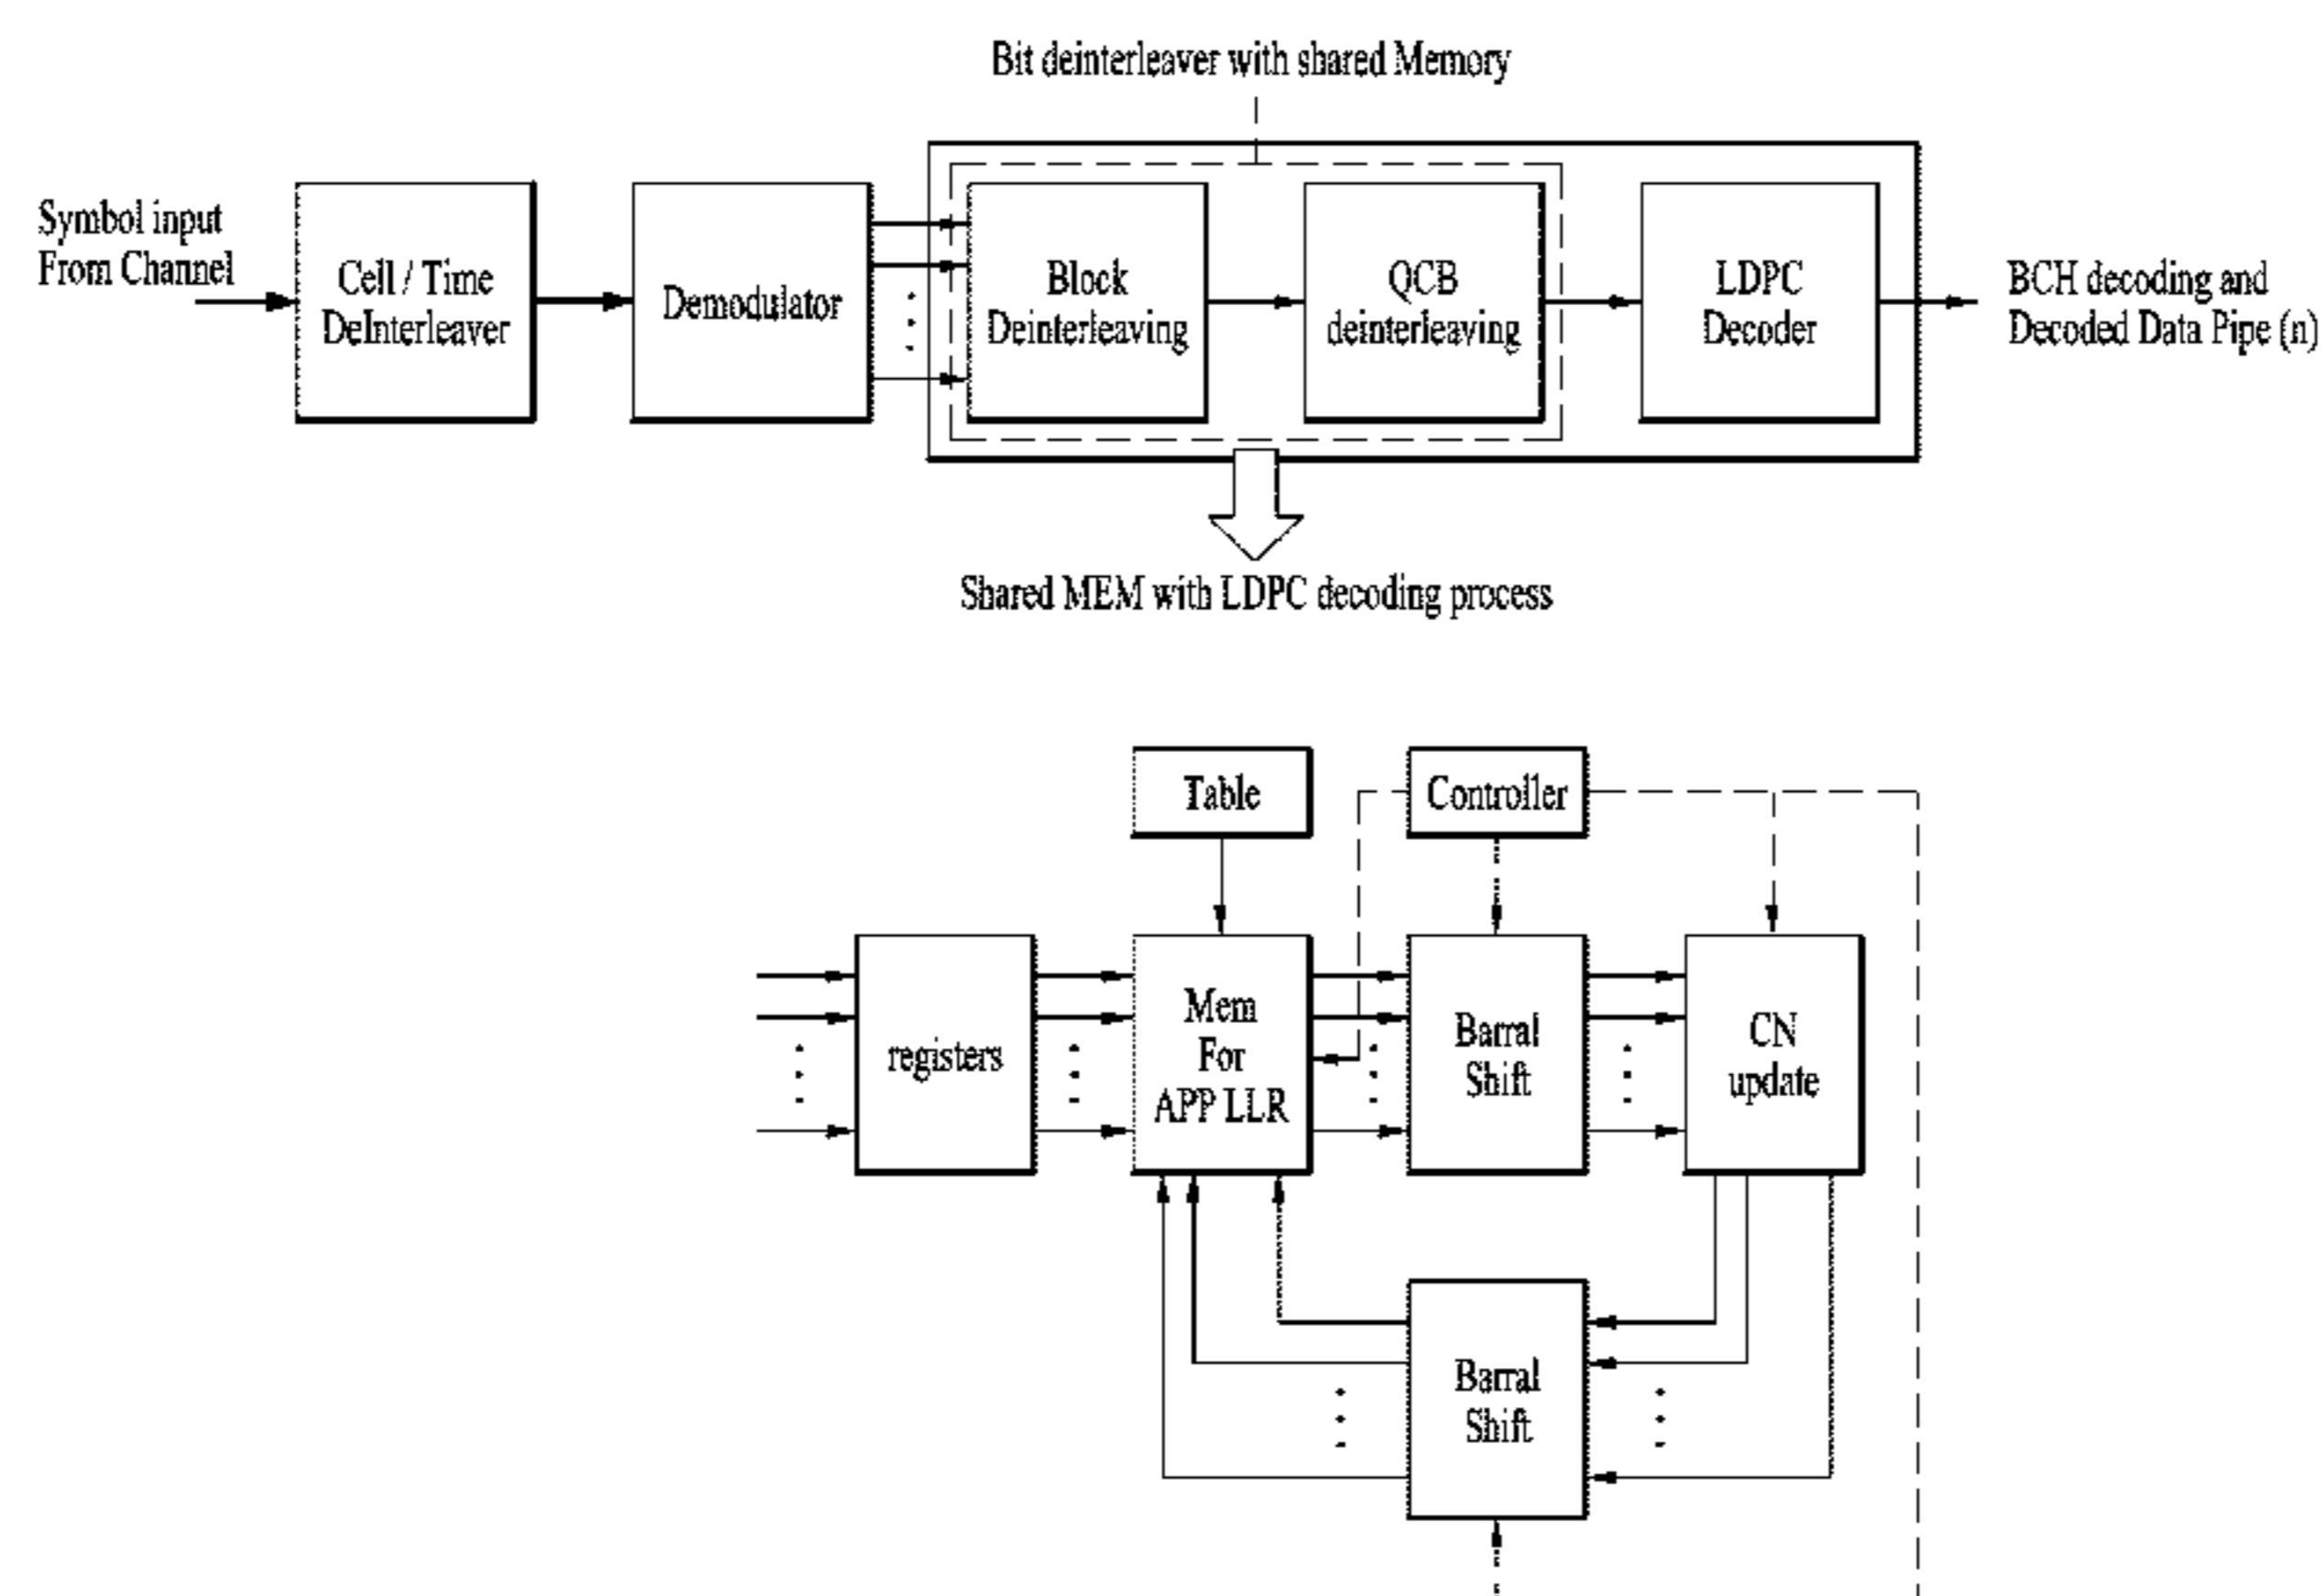 Bit deinterleaver with shared Memory
Symbol input
From Channel
Cell / Time
DeInterleaver
Demodulator
Block
Deinterleaving
QCB
deinterleaving
LDPC
Decoder
BCH decoding and
Decoded Data Pipe (n)
Shared MEM with LDPC decoding process
Table
Controller
registers
Mem
For
APP LLR
Barral
Shift
CN
update
Barral
Shift